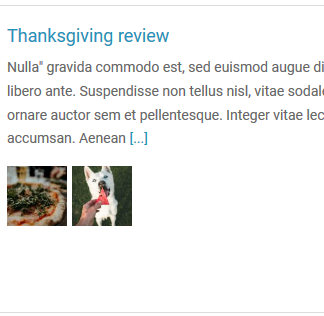 Thanksgiving review
Nulla" gravida commodo est, sed euismod augue di
libero ante. Suspendisse non tellus nisl, vitae sodal
ornare auctor sem et pellentesque. Integer vitae lec
accumsan. Aenean [...]